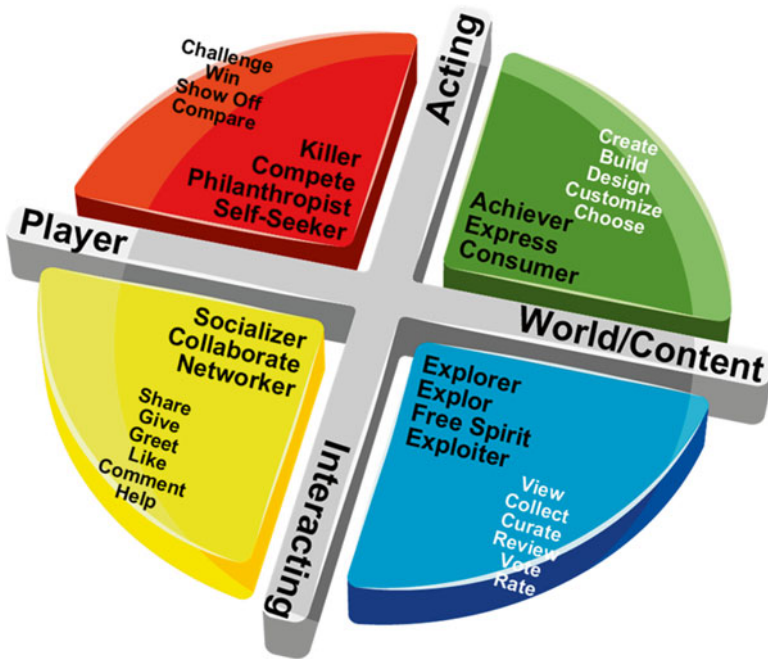 Challenge
Win
Show Off
Compare
Killer
Compete
Philanthropist
Self-Seeker
Acting
Create
Build
Design
Customize
Choose
Achiever
Express
Consumer
Player
World/Content
Socializer
Collaborate
Networker
Share
Give
Greet
Like
Comment
Help
Interacting
Explorer
Explor
Free Spirit
Exploiter
View
Collect
Curate
Review
Vote
Rate